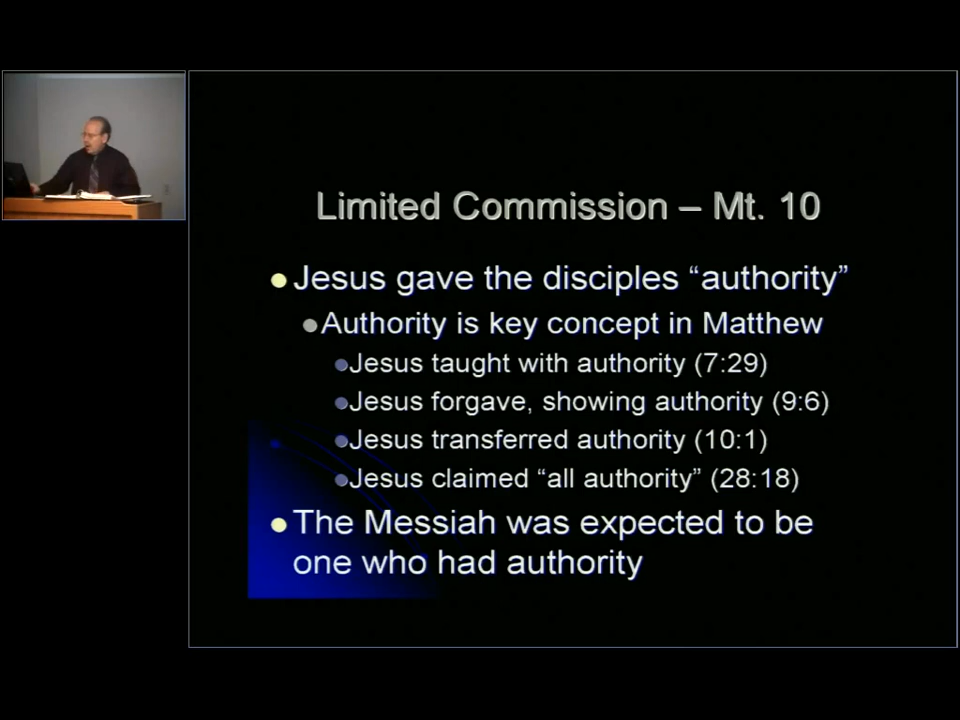 Limited Commission – Mt. 10
Jesus gave the disciples “authority”
Authority is key concept in Matthew
Jesus taught with authority (7:29)
Jesus forgave, showing authority (9:6)
Jesus transferred authority (10:1)
Jesus claimed “all authority” (28:18)
The Messiah was expected to be
one who had authority